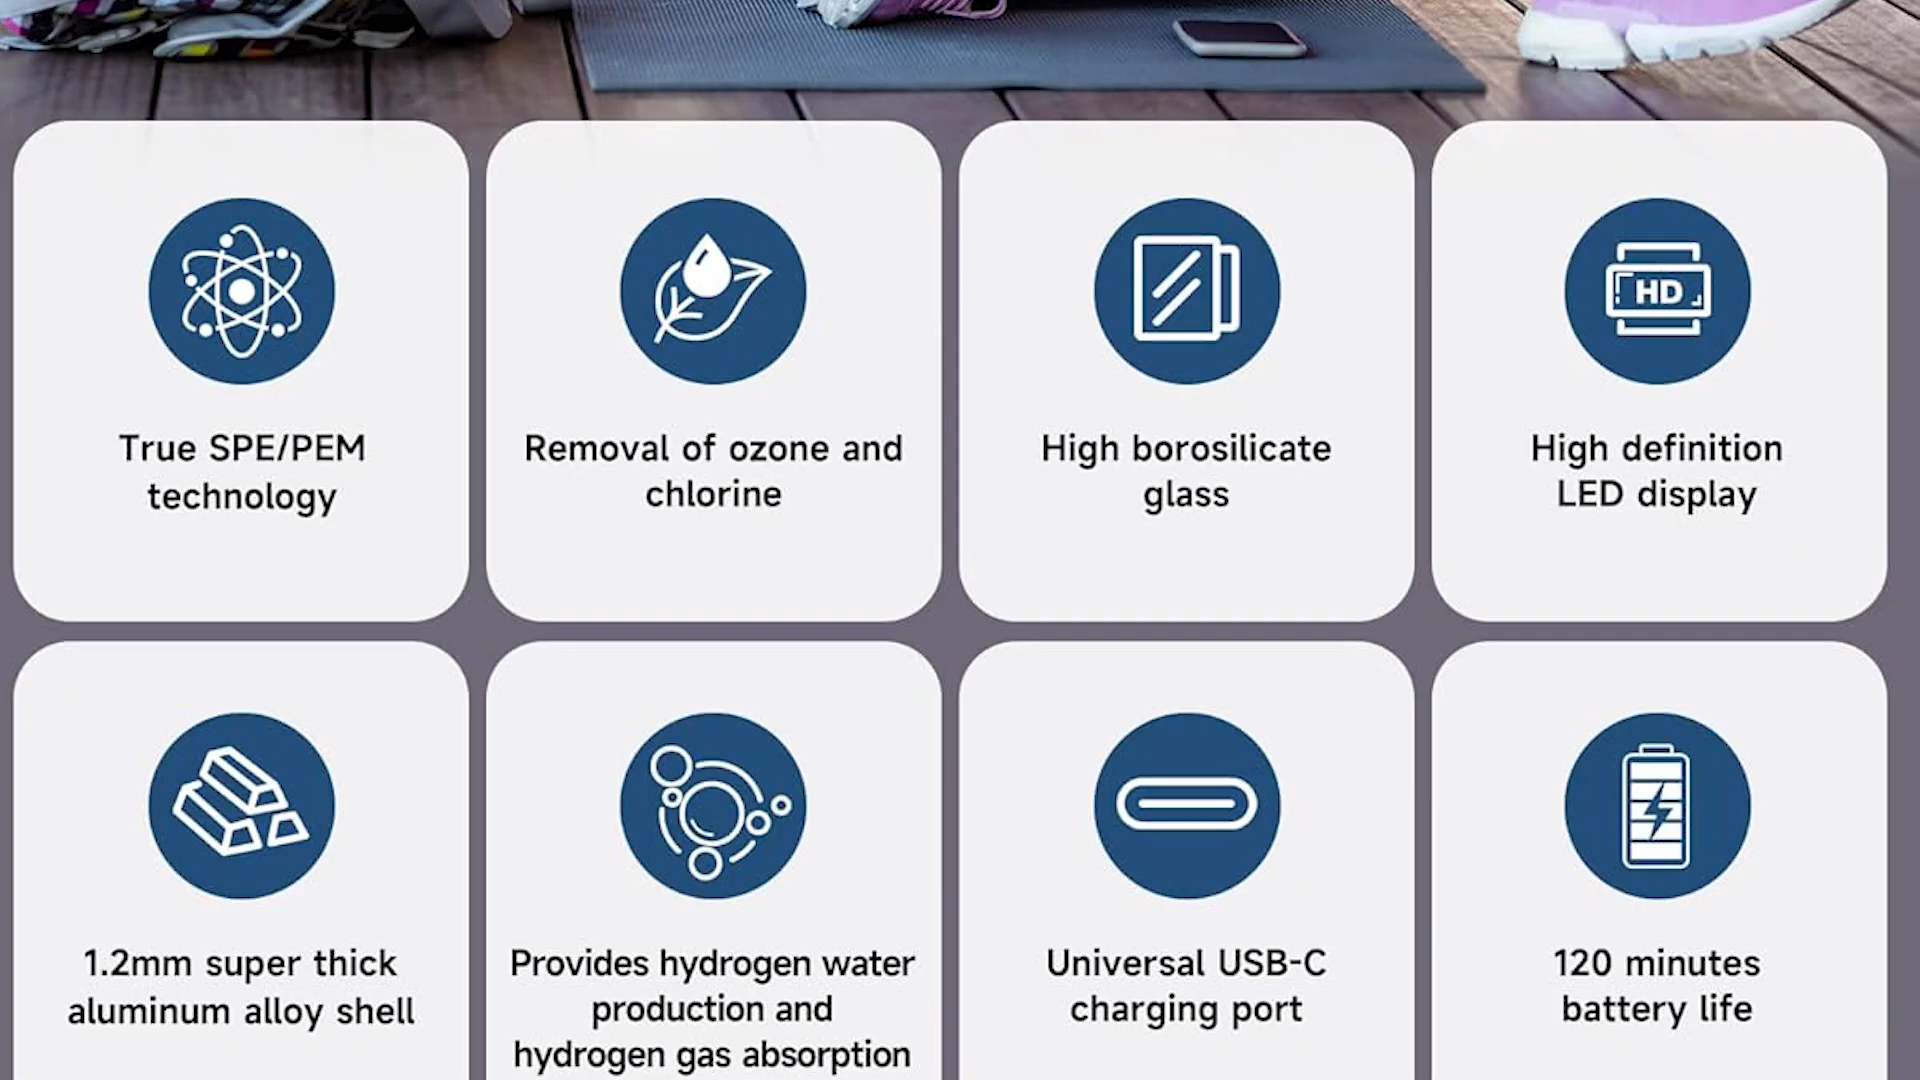 True SPE/PEM
technology
Removal of ozone and
chlorine
High borosilicate
glass
HD
High definition
LED display
1.2mm super thick
aluminum alloy shell
Provides hydrogen water
production and
hydrogen gas absorption
Universal USB-C
charging port
120 minutes
battery life